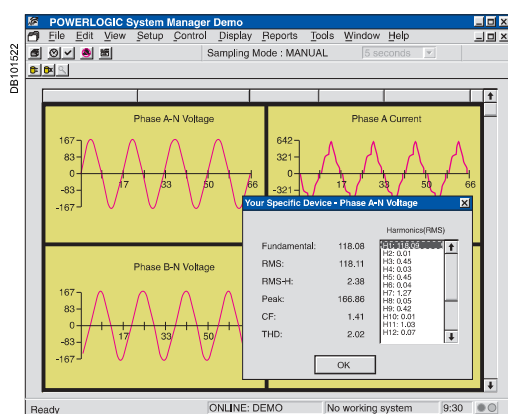 POWERLOGIC System Manager Demo
File Edit View Setup Control Display Reports Tools Window Help
Sampling Mode : MANUAL 5 seconds
DB101522
Phase A-N Voltage
167
83
0
-83
-167
17 33 50 66
Phase A Current
642
321
0
-321
17 33 50 66
Your Specific Device - Phase A-N Voltage
Harmonics(RMS)
Fundamental: 118.08
RMS: 118.11
RMS-H: 2.38
Peak: 166.86
CF: 1.41
THD: 2.02
H1: 118.08
H2: 0.01
H3: 0.45
H4: 0.03
H5: 0.45
H6: 0.04
H7: 1.27
H8: 0.05
H9: 0.42
H10: 0.01
H11: 1.03
H12: 0.07
OK
Phase B-N Voltage
167
83
0
-83
-167
17 33 50
Ready ONLINE: DEMO No working system 9:30